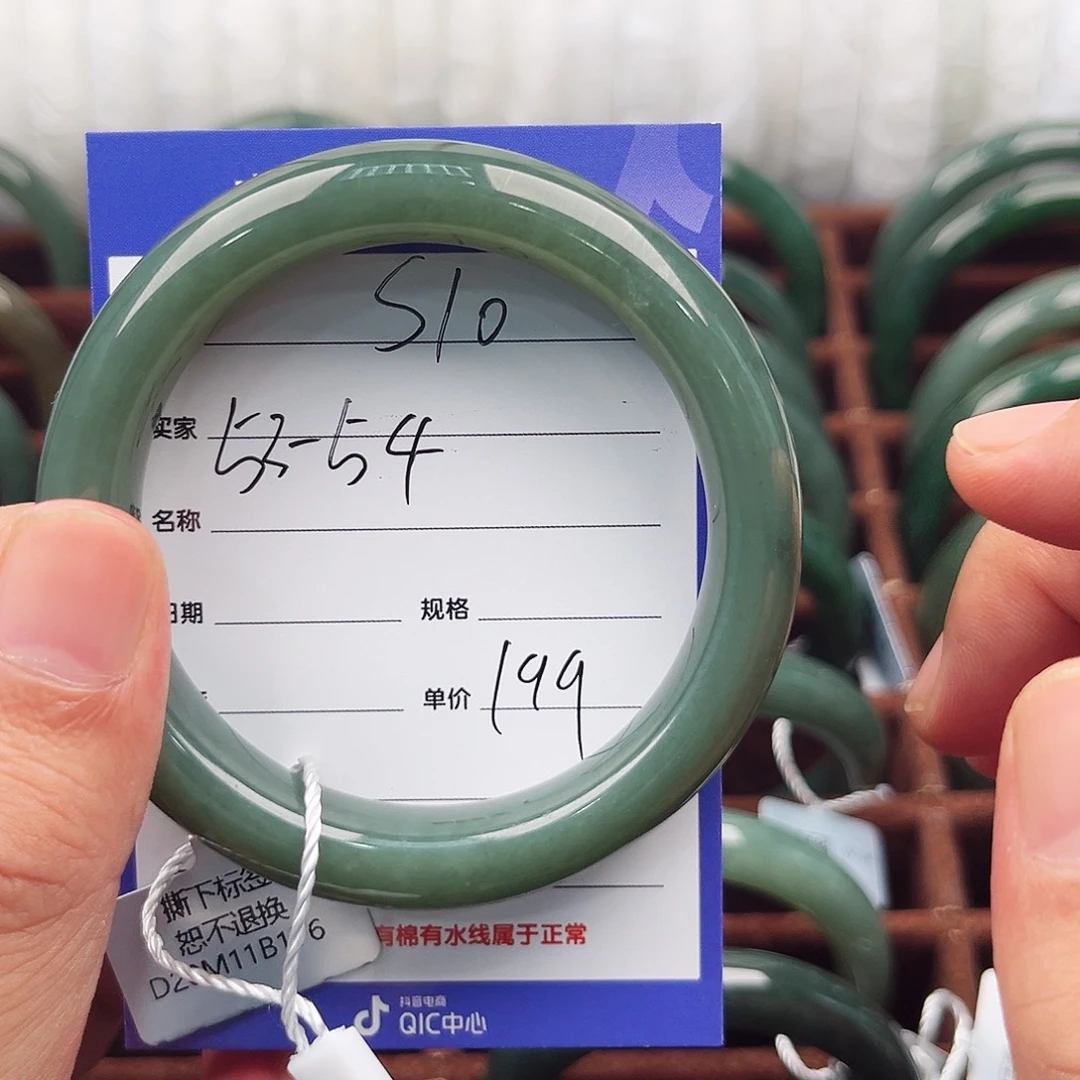 S10
卖家 53-54
名称
日期 规格
单价 199
撕下标签
恕不退换
有棉有水线属于正常
抖音电商
QIC中心